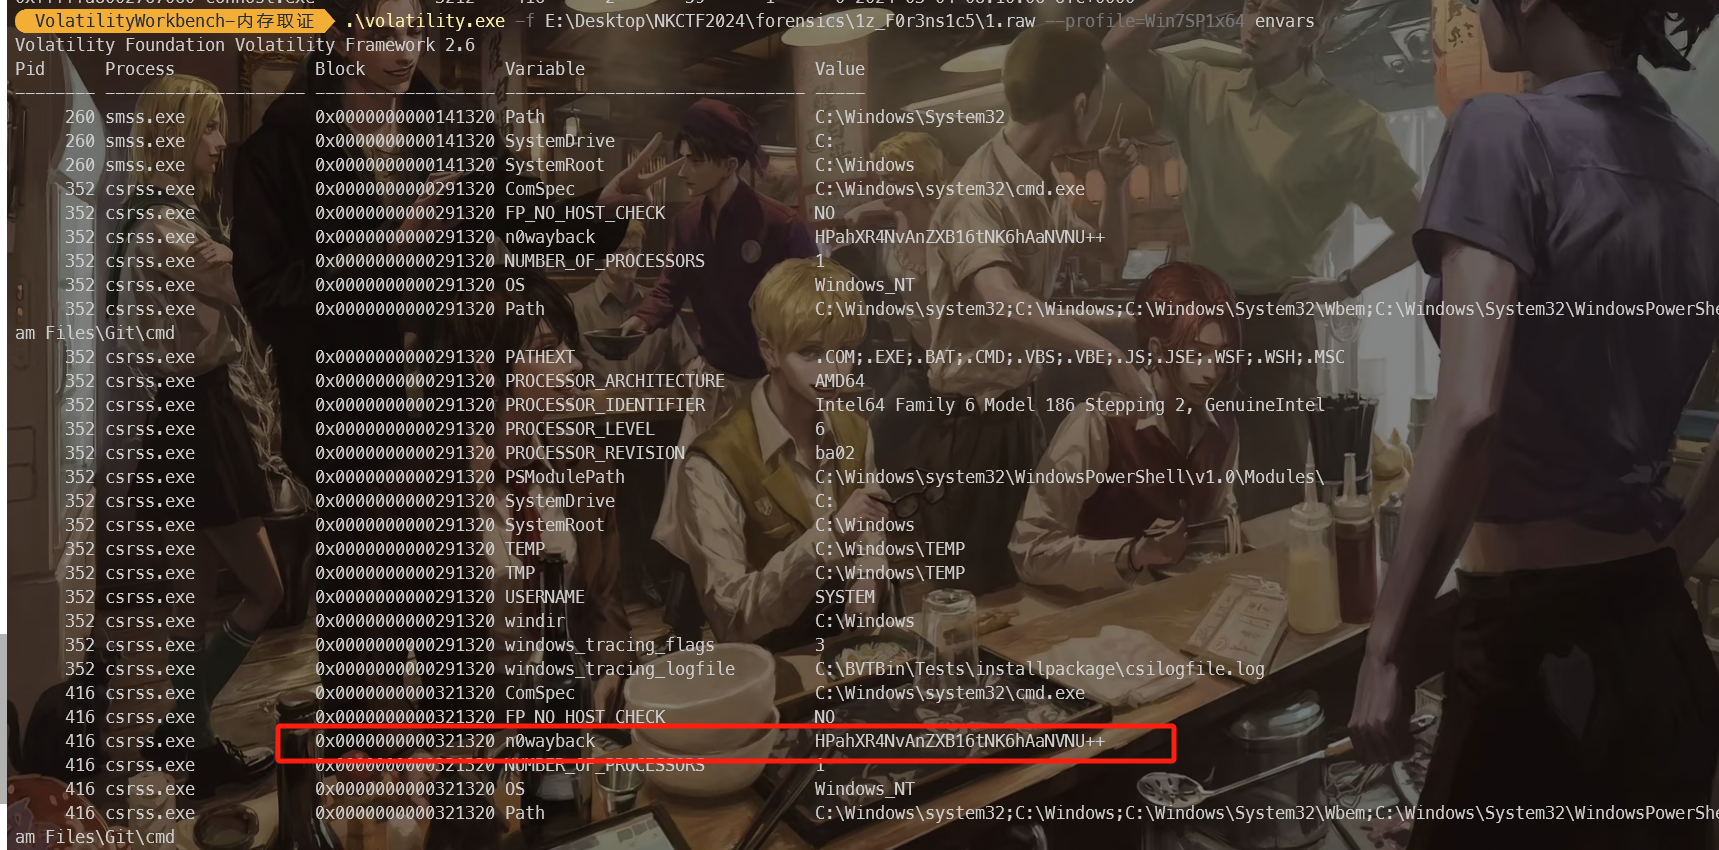 VolatilityWorkbench-内存取证 .\volatility.exe -f E:\Desktop\NKCTF2024\forensics\1z_F0r3ns1c5\1.raw --profile=Win7SP1x64 envars
Volatility Foundation Volatility Framework 2.6
Pid Process Block Variable Value
-------- -------------------- ------------------ ------------------------------ -----
260 smss.exe 0x0000000000141320 Path C:\Windows\System32
260 smss.exe 0x0000000000141320 SystemDrive C:
260 smss.exe 0x0000000000141320 SystemRoot C:\Windows
352 csrss.exe 0x0000000000291320 ComSpec C:\Windows\system32\cmd.exe
352 csrss.exe 0x0000000000291320 FP_NO_HOST_CHECK NO
352 csrss.exe 0x0000000000291320 n0wayback HPahXR4NvAnZXB16tNK6hAaNVNU++
352 csrss.exe 0x0000000000291320 NUMBER_OF_PROCESSORS 1
352 csrss.exe 0x0000000000291320 OS Windows_NT
352 csrss.exe 0x0000000000291320 Path C:\Windows\system32;C:\Windows;C:\Windows\System32\Wbem;C:\Windows\System32\WindowsPowerShe
am Files\Git\cmd
352 csrss.exe 0x0000000000291320 PATHEXT .COM;.EXE;.BAT;.CMD;.VBS;.VBE;.JS;.JSE;.WSF;.WSH;.MSC
352 csrss.exe 0x0000000000291320 PROCESSOR_ARCHITECTURE AMD64
352 csrss.exe 0x0000000000291320 PROCESSOR_IDENTIFIER Intel64 Family 6 Model 186 Stepping 2, GenuineIntel
352 csrss.exe 0x0000000000291320 PROCESSOR_LEVEL 6
352 csrss.exe 0x0000000000291320 PROCESSOR_REVISION ba02
352 csrss.exe 0x0000000000291320 PSModulePath C:\Windows\system32\WindowsPowerShell\v1.0\Modules\
352 csrss.exe 0x0000000000291320 SystemDrive C:
352 csrss.exe 0x0000000000291320 SystemRoot C:\Windows
352 csrss.exe 0x0000000000291320 TEMP C:\Windows\TEMP
352 csrss.exe 0x0000000000291320 TMP C:\Windows\TEMP
352 csrss.exe 0x0000000000291320 USERNAME SYSTEM
352 csrss.exe 0x0000000000291320 windir C:\Windows
352 csrss.exe 0x0000000000291320 windows_tracing_flags 3
352 csrss.exe 0x0000000000291320 windows_tracing_logfile C:\BVTBin\Tests\installpackage\csilogfile.log
416 csrss.exe 0x0000000000321320 ComSpec C:\Windows\system32\cmd.exe
416 csrss.exe 0x0000000000321320 FP_NO_HOST_CHECK NO
416 csrss.exe 0x0000000000321320 n0wayback HPahXR4NvAnZXB16tNK6hAaNVNU++
416 csrss.exe 0x0000000000321320 NUMBER_OF_PROCESSORS 1
416 csrss.exe 0x0000000000321320 OS Windows_NT
416 csrss.exe 0x0000000000321320 Path C:\Windows\system32;C:\Windows;C:\Windows\System32\Wbem;C:\Windows\System32\WindowsPowerShe
am Files\Git\cmd